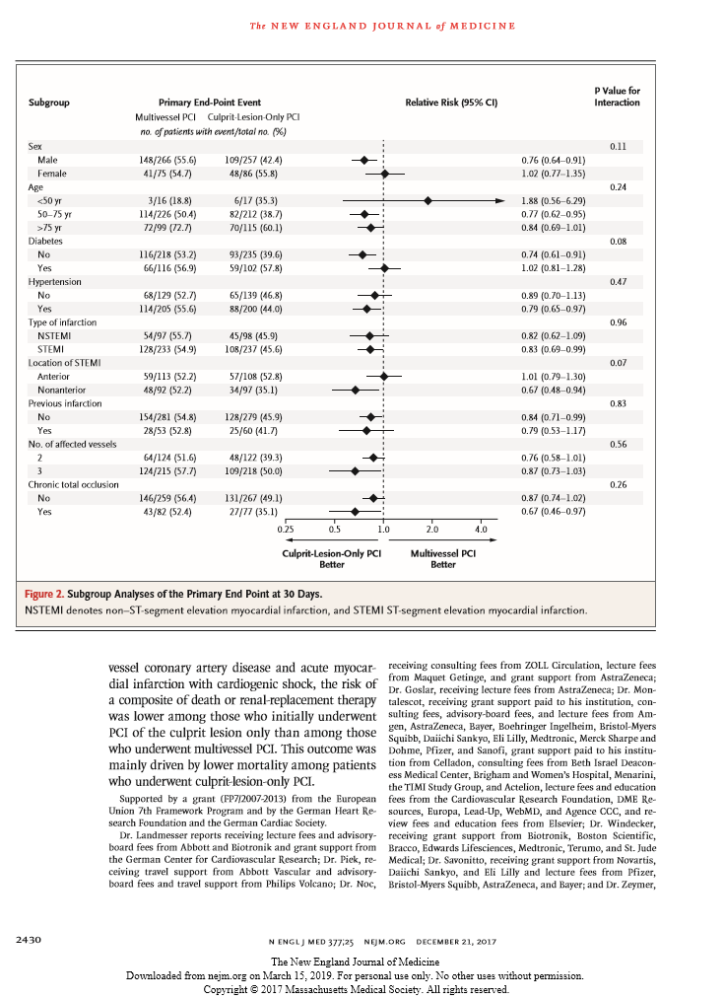 The NEW ENGLAND JOURNAL of MEDICINE
Subgroup Primary End-Point Event Relative Risk (95% CI) P Value for Interaction
Multivessel PCI Culprit-Lesion-Only PCI
no. of patients with event/total no. (%)
Sex 0.11
Male 148/266 (55.6) 109/257 (42.4) 0.76 (0.64–0.91)
Female 41/75 (54.7) 48/86 (55.8) 1.02 (0.77–1.35)
Age 0.24
<50 yr 3/16 (18.8) 6/17 (35.3) 1.88 (0.56–6.29)
50–75 yr 114/226 (50.4) 82/212 (38.7) 0.77 (0.62–0.95)
>75 yr 72/99 (72.7) 70/115 (60.1) 0.84 (0.69–1.01)
Diabetes 0.08
No 116/218 (53.2) 93/235 (39.6) 0.74 (0.61–0.91)
Yes 66/116 (56.9) 59/102 (57.8) 1.02 (0.81–1.28)
Hypertension 0.47
No 68/129 (52.7) 65/139 (46.8) 0.89 (0.70–1.13)
Yes 114/205 (55.6) 88/200 (44.0) 0.79 (0.65–0.97)
Type of infarction 0.96
NSTEMI 54/97 (55.7) 45/98 (45.9) 0.82 (0.62–1.09)
STEMI 128/233 (54.9) 108/237 (45.6) 0.83 (0.69–0.99)
Location of STEMI 0.07
Anterior 59/113 (52.2) 57/108 (52.8) 1.01 (0.79–1.30)
Nonanterior 48/92 (52.2) 34/97 (35.1) 0.67 (0.48–0.94)
Previous infarction 0.83
No 154/281 (54.8) 128/279 (45.9) 0.84 (0.71–0.99)
Yes 28/53 (52.8) 25/60 (41.7) 0.79 (0.53–1.17)
No. of affected vessels 0.56
2 64/124 (51.6) 48/122 (39.3) 0.76 (0.58–1.01)
3 124/215 (57.7) 109/218 (50.0) 0.87 (0.73–1.03)
Chronic total occlusion 0.26
No 146/259 (56.4) 131/267 (49.1) 0.87 (0.74–1.02)
Yes 43/82 (52.4) 27/77 (35.1) 0.67 (0.46–0.97)
0.25 0.5 1.0 2.0 4.0
Culprit-Lesion-Only PCI Better Multivessel PCI Better
Figure 2. Subgroup Analyses of the Primary End Point at 30 Days.
NSTEMI denotes non–ST-segment elevation myocardial infarction, and STEMI ST-segment elevation myocardial infarction.
vessel coronary artery disease and acute myocar-
dial infarction with cardiogenic shock, the risk of
a composite of death or renal-replacement therapy
was lower among those who initially underwent
PCI of the culprit lesion only than among those
who underwent multivessel PCI. This outcome was
mainly driven by lower mortality among patients
who underwent culprit-lesion-only PCI.
Supported by a grant (FP7/2007-2013) from the European
Union 7th Framework Program and by the German Heart Re-
search Foundation and the German Cardiac Society.
Dr. Landmesser reports receiving lecture fees and advisory-
board fees from Abbott and Biotronik and grant support from
the German Center for Cardiovascular Research; Dr. Piek, re-
ceiving travel support from Abbott Vascular and advisory-
board fees and travel support from Philips Volcano; Dr. Noc,
receiving consulting fees from ZOLL Circulation, lecture fees
from Maquet Getinge, and grant support from AstraZeneca;
Dr. Goslar, receiving lecture fees from AstraZeneca; Dr. Mon-
talescot, receiving grant support paid to his institution, con-
sulting fees, advisory-board fees, and lecture fees from Am-
gen, AstraZeneca, Bayer, Boehringer Ingelheim, Bristol-Myers
Squibb, Daiichi Sankyo, Eli Lilly, Medtronic, Merck Sharpe and
Dohme, Pfizer, and Sanofi, grant support paid to his institu-
tion from Celladon, consulting fees from Beth Israel Deacon-
ess Medical Center, Brigham and Women's Hospital, Menarini,
the TIMI Study Group, and Actelion, lecture fees and education
fees from the Cardiovascular Research Foundation, DME Re-
sources, Europa, Lead-Up, WebMD, and Agence CCC, and re-
view fees and education fees from Elsevier; Dr. Windecker,
receiving grant support from Biotronik, Boston Scientific,
Bracco, Edwards Lifesciences, Medtronic, Terumo, and St. Jude
Medical; Dr. Savonitto, receiving grant support from Novartis,
Daiichi Sankyo, and Eli Lilly and lecture fees from Pfizer,
Bristol-Myers Squibb, AstraZeneca, and Bayer; and Dr. Zeymer,
2430 N ENGL J MED 377;25 NEJM.ORG DECEMBER 21, 2017
The New England Journal of Medicine
Downloaded from nejm.org on March 15, 2019. For personal use only. No other uses without permission.
Copyright © 2017 Massachusetts Medical Society. All rights reserved.